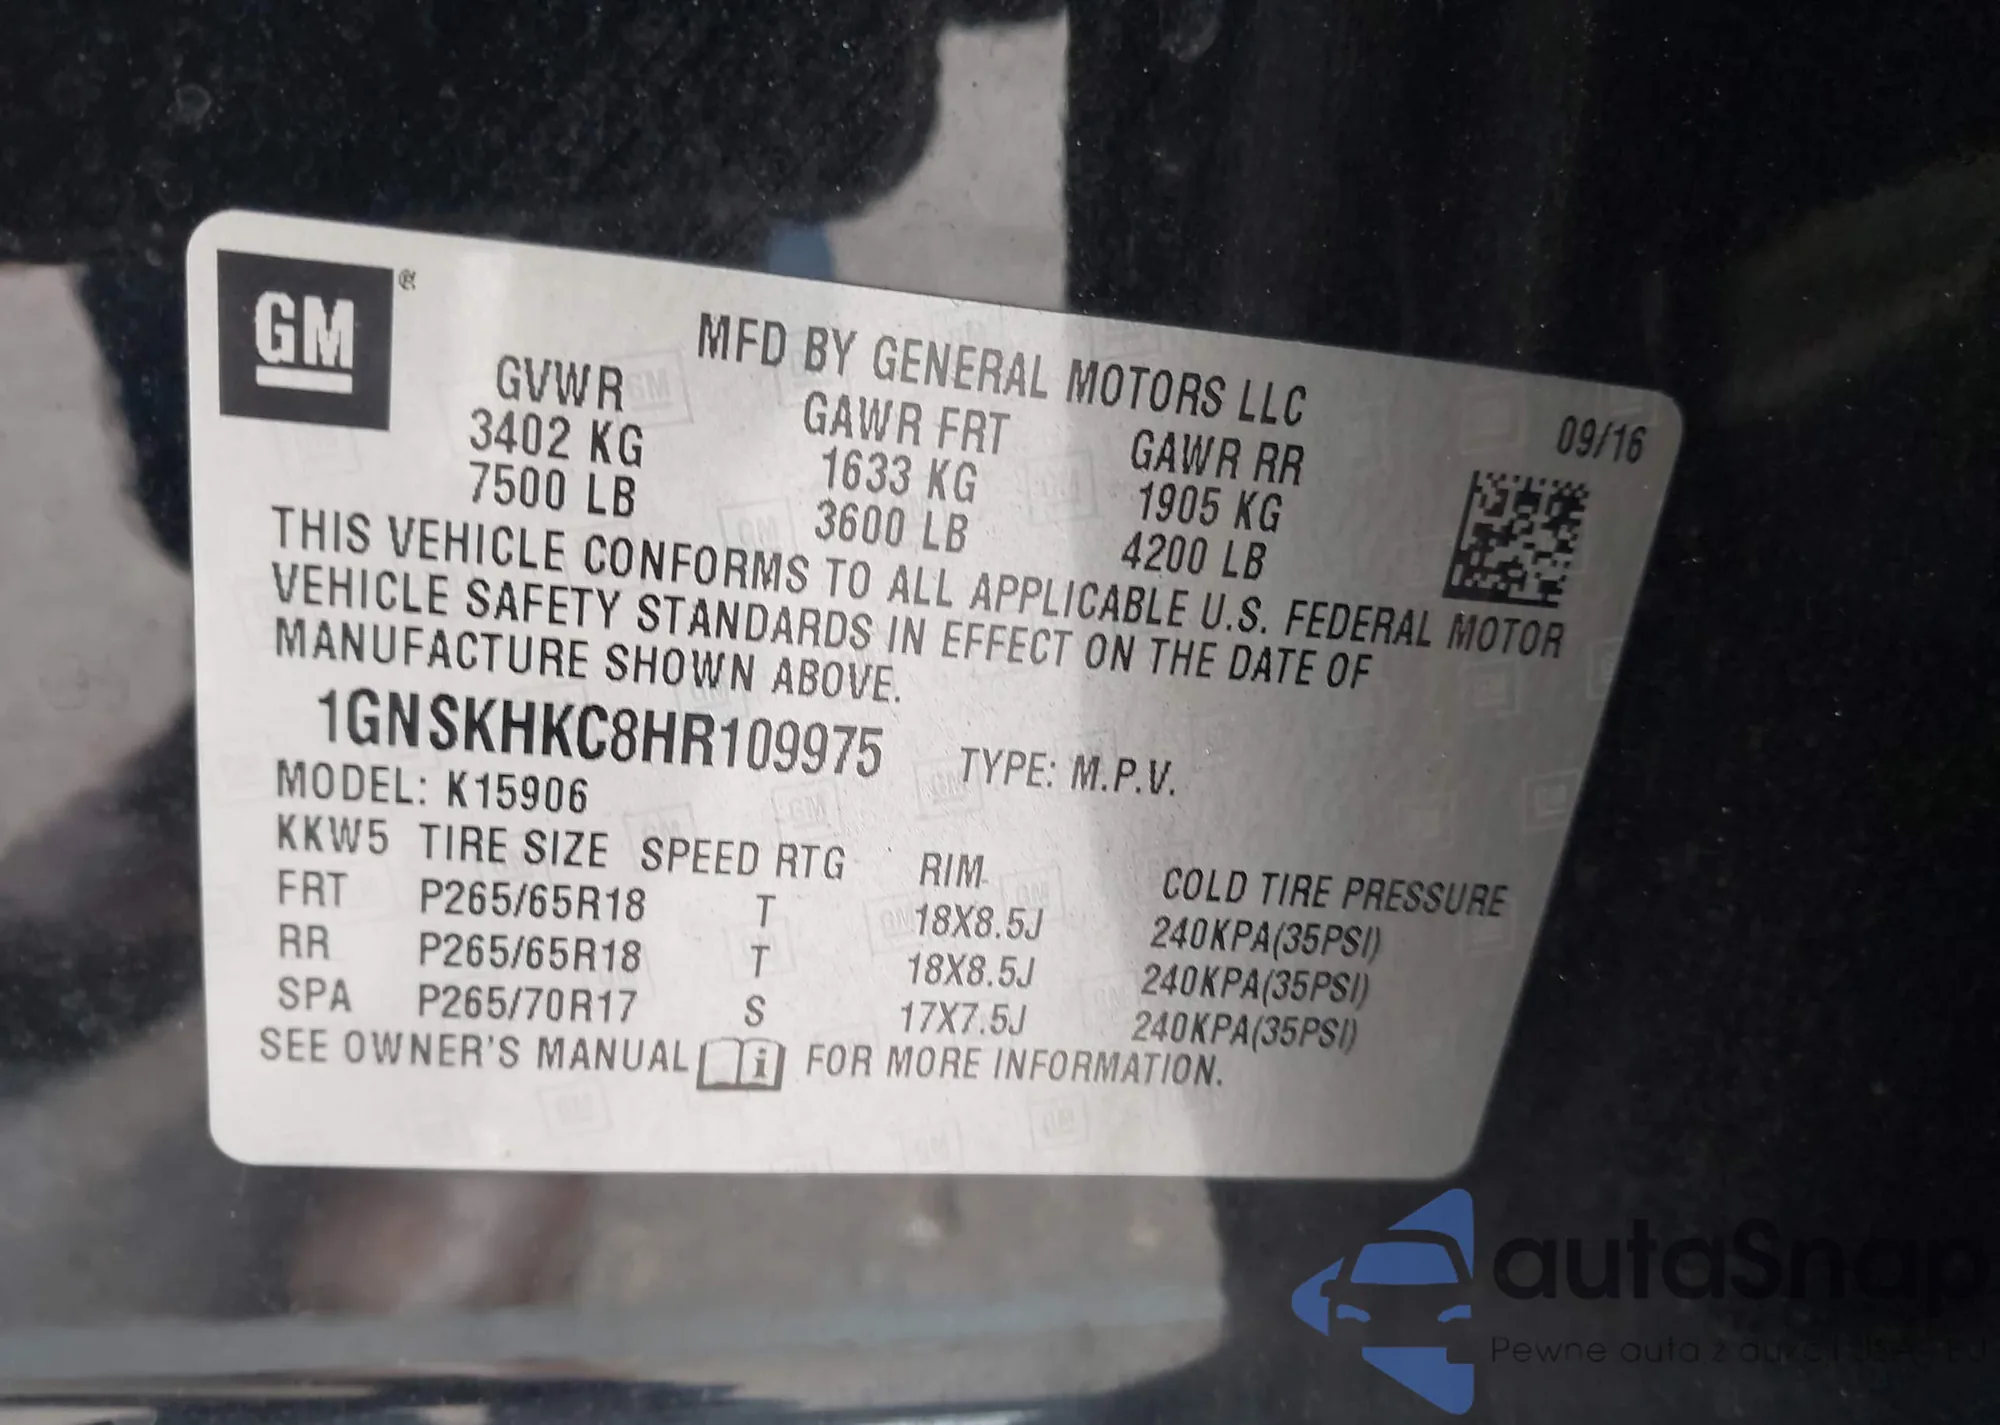 GM ®
MFD BY GENERAL MOTORS LLC
09/16
GVWR GAWR FRT GAWR RR
3402 KG 1633 KG 1905 KG
7500 LB 3600 LB 4200 LB
THIS VEHICLE CONFORMS TO ALL APPLICABLE U.S. FEDERAL MOTOR
VEHICLE SAFETY STANDARDS IN EFFECT ON THE DATE OF
MANUFACTURE SHOWN ABOVE.
1GNSKHKC8HR109975 TYPE: M.P.V.
MODEL: K15906
KKW5 TIRE SIZE SPEED RTG RIM COLD TIRE PRESSURE
FRT P265/65R18 T 18X8.5J 240KPA(35PSI)
RR P265/65R18 T 18X8.5J 240KPA(35PSI)
SPA P265/70R17 S 17X7.5J 240KPA(35PSI)
SEE OWNER'S MANUAL i FOR MORE INFORMATION.
autaSnap
Pewne auta z